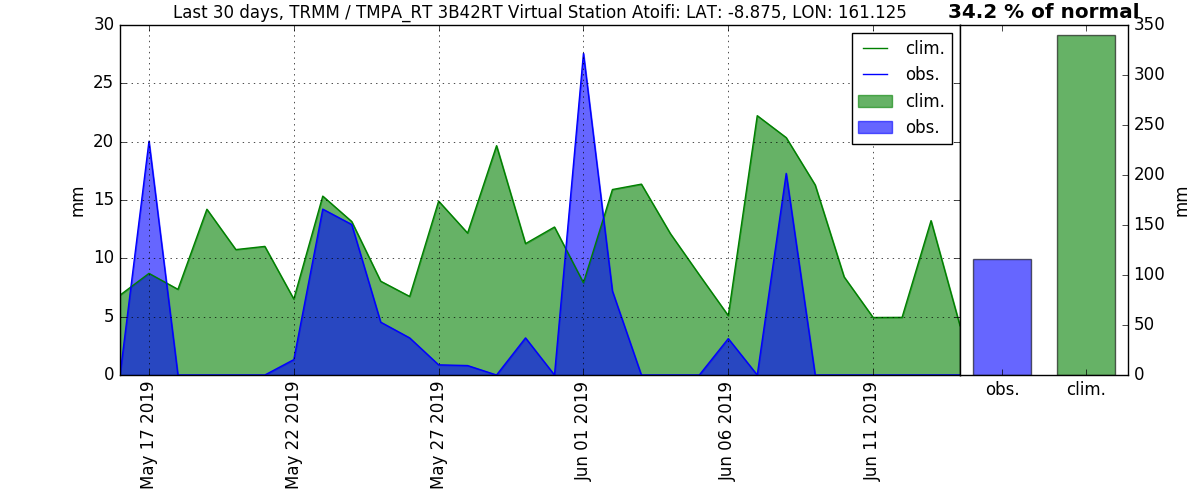 Last 30 days, TRMM / TMPA_RT 3B42RT Virtual Station Atoifi: LAT: -8.875, LON: 161.125
34.2 % of normal
30
25
20
15
10
5
0
mm
clim.
obs.
clim.
obs.
350
300
250
200
150
100
50
0
mm
May 17 2019
May 22 2019
May 27 2019
Jun 01 2019
Jun 06 2019
Jun 11 2019
obs.
clim.